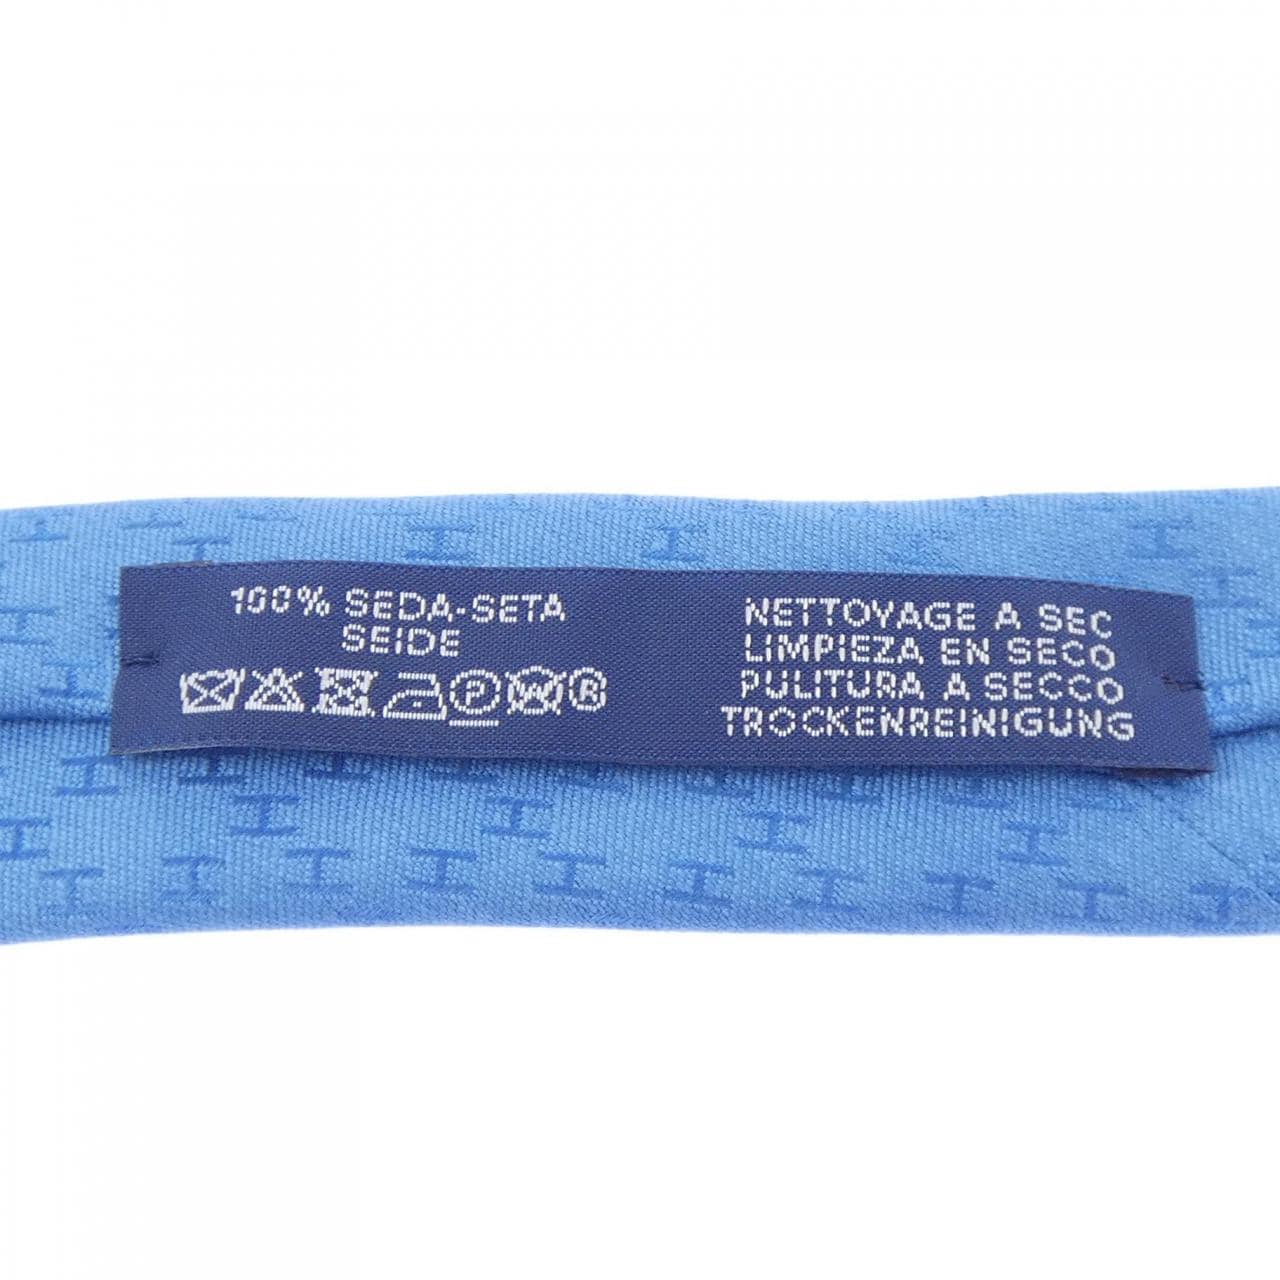 100% SEDA-SETA
SEIDE
P W ®
NETTOYAGE A SEC
LIMPIEZA EN SECO
PULITURA A SECCO
TROCKENREINIGUNG